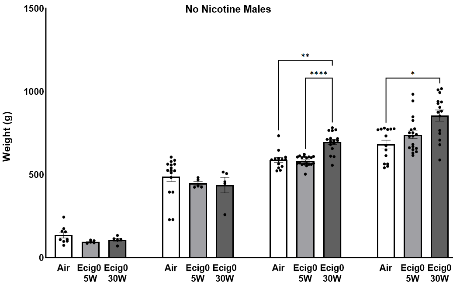 No Nicotine Males
Weight (g)
1500
1000
500
0
** 
****
*
Air Ecig0 Ecig0 Air Ecig0 Ecig0 Air Ecig0 Ecig0 Air Ecig0 Ecig0
5W 30W 5W 30W 5W 30W 5W 30W